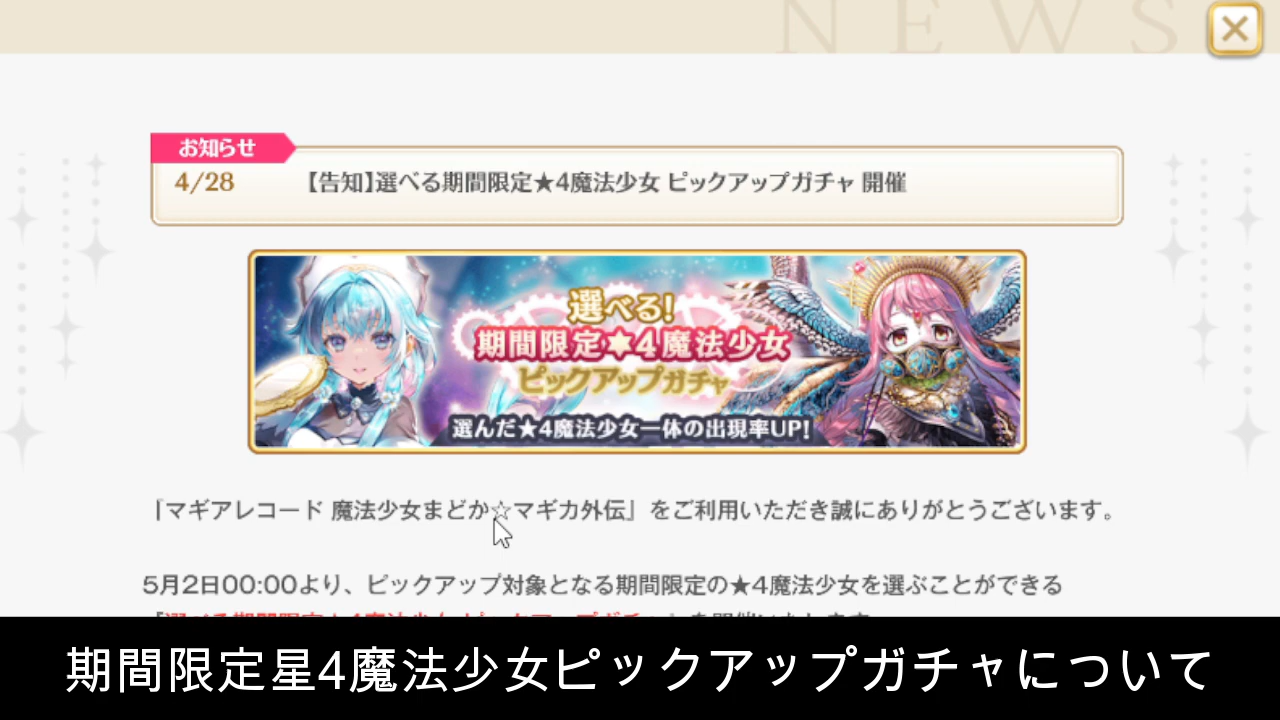 NEWS
お知らせ
4/28 【告知】選べる期間限定★4魔法少女 ピックアップガチャ 開催
選べる!
期間限定★4魔法少女
ピックアップガチャ
選んだ★4魔法少女一体の出現率UP!
『マギアレコード 魔法少女まどか☆マギカ外伝』をご利用いただき誠にありがとうございます。
5月2日00:00より、ピックアップ対象となる期間限定の★4魔法少女を選ぶことができる
期間限定星4魔法少女ピックアップガチャについて